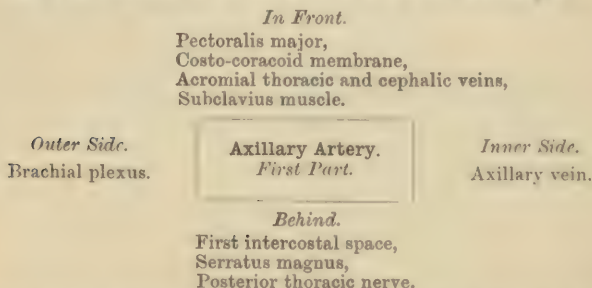 In Front.
Pectoralis major,
Costo-coracoid membrane,
Acromial thoracic and cephalic veins,
Subclavius muscle.
Outer Side.
Brachial plexus.
Axillary Artery.
First Part.
Inner Side.
Axillary vein.
Behind.
First intercostal space,
Serratus magnus,
Posterior thoracic nerve.